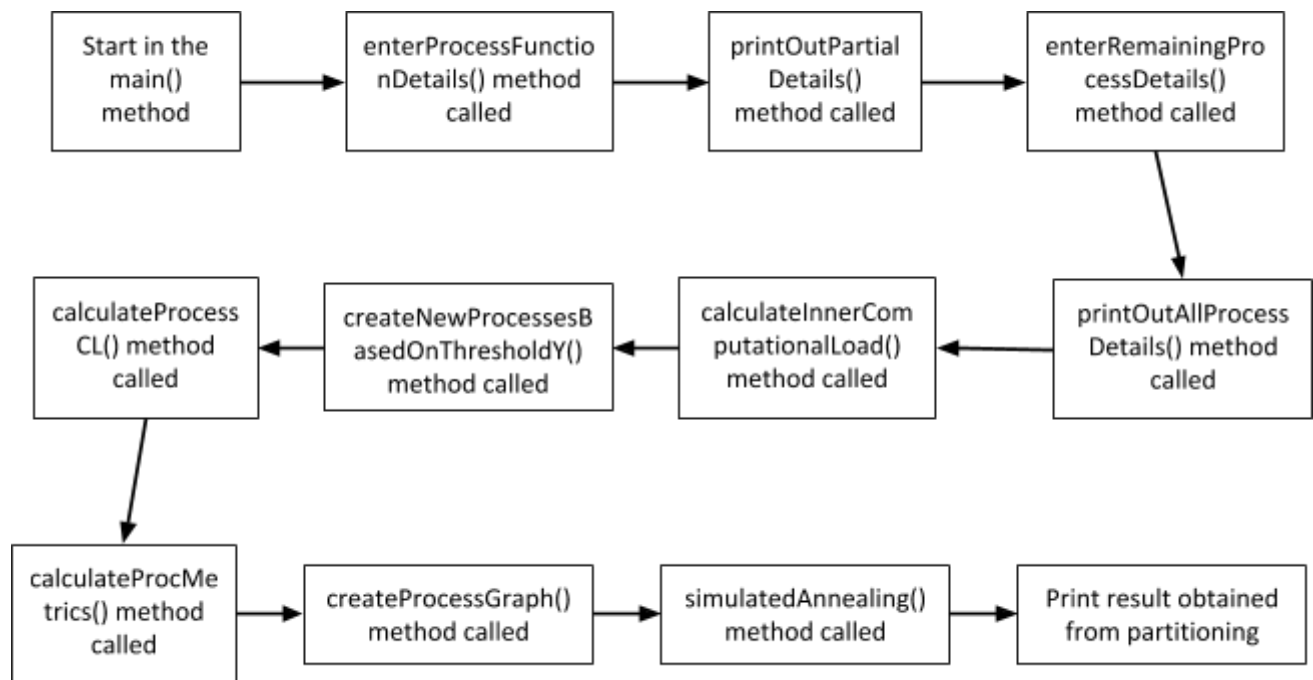 Start in the
main()
method
enterProcessFunctio
nDetails() method
called
printOutPartial
Details()
method called
enterRemainingPro
cessDetails()
method called
printOutAllProcess
Details() method
called
calculateInnerCom
putationalLoad()
method called
createNewProcessesB
asedOnThresholdY()
method called
calculateProcess
CL() method
called
calculateProcMe
trics() method
called
createProcessGraph()
method called
simulatedAnnealing()
method called
Print result obtained
from partitioning